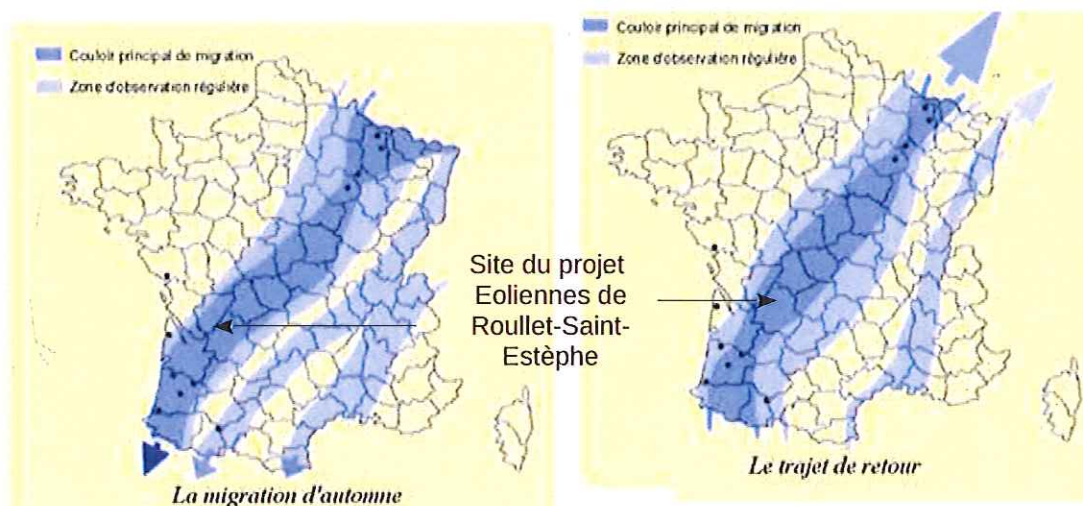 Couloir principal de migration
Zone d'observation régulière
Couloir principal de migration
Zone d'observation régulière
Site du projet
Eoliennes de
Roullet-Saint-
Estèphe
La migration d'automne
Le trajet de retour